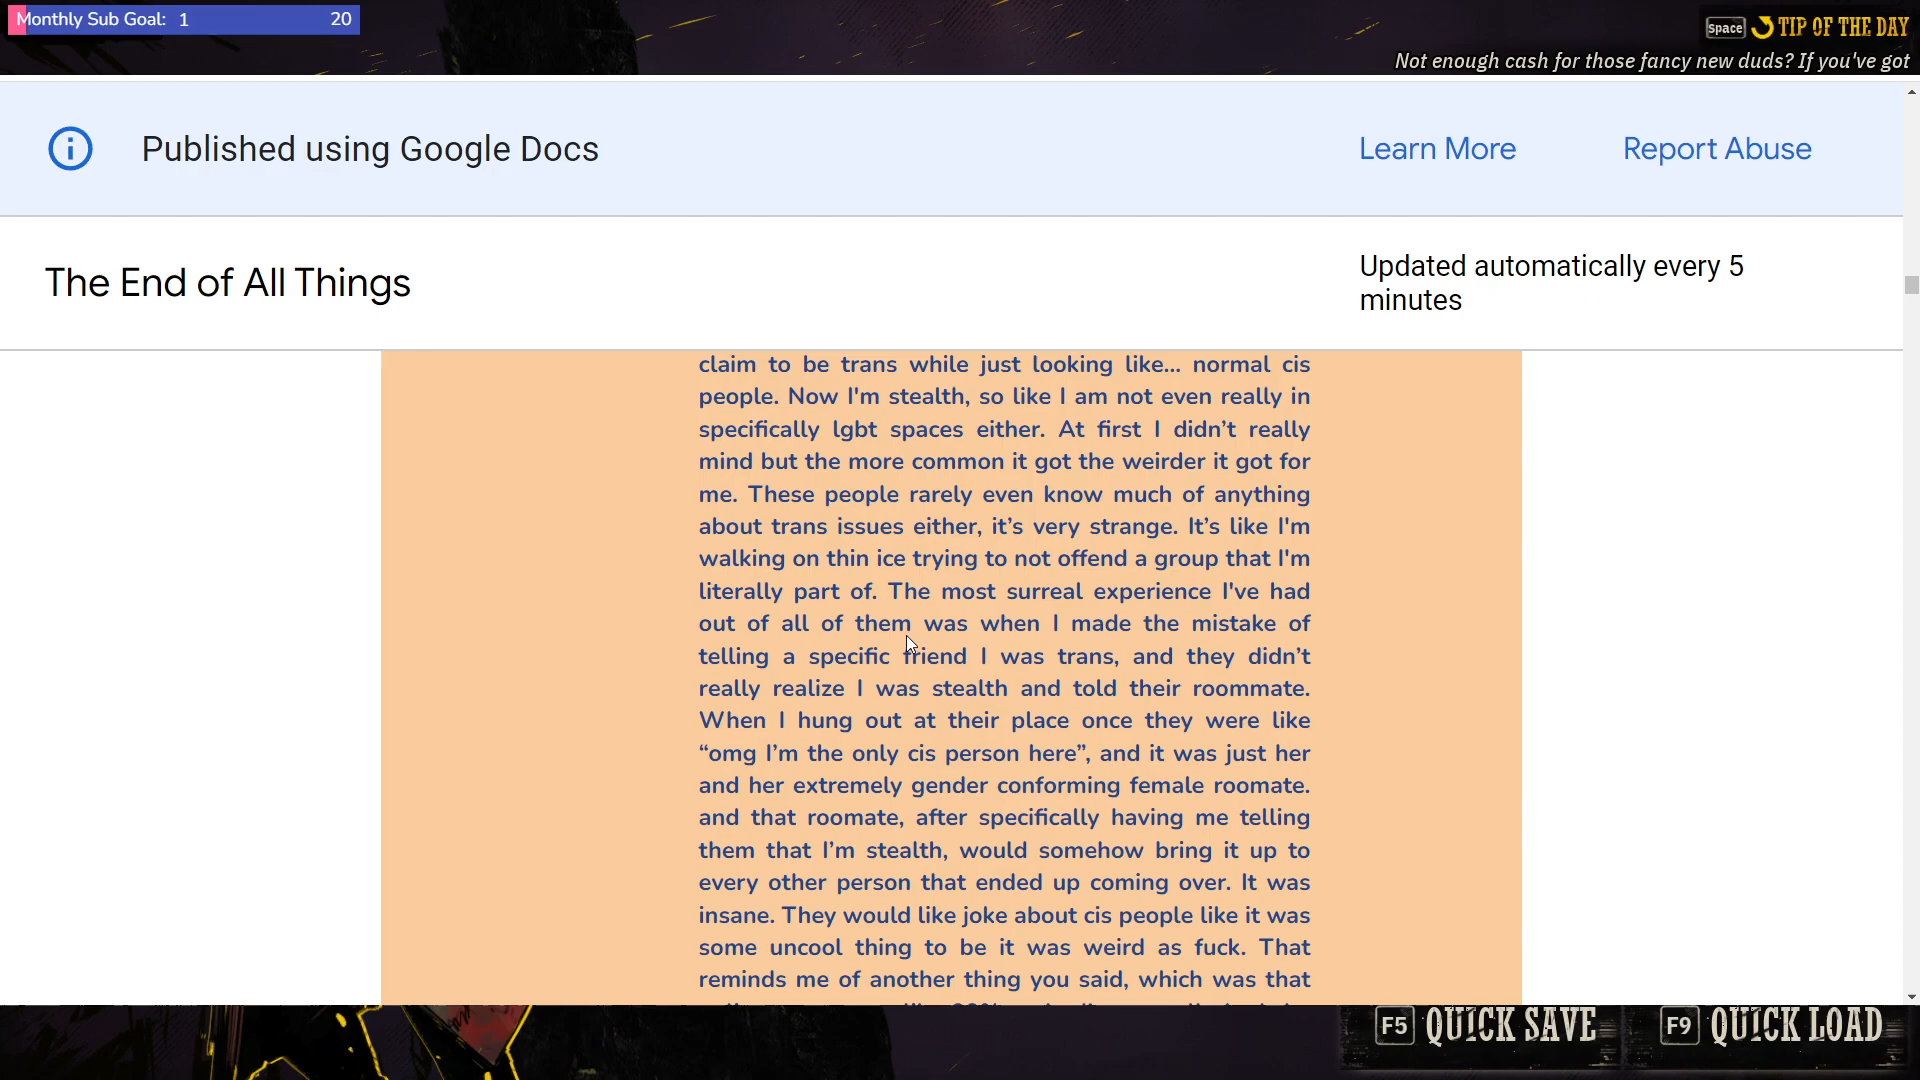 Monthly Sub Goal: 1 20
Space TIP OF THE DAY
Not enough cash for those fancy new duds? If you've got
Published using Google Docs
Learn More
Report Abuse
The End of All Things
Updated automatically every 5
minutes
claim to be trans while just looking like... normal cis
people. Now I'm stealth, so like I am not even really in
specifically lgbt spaces either. At first I didn’t really
mind but the more common it got the weirder it got for
me. These people rarely even know much of anything
about trans issues either, it’s very strange. It’s like I'm
walking on thin ice trying to not offend a group that I'm
literally part of. The most surreal experience I've had
out of all of them was when I made the mistake of
telling a specific friend I was trans, and they didn’t
really realize I was stealth and told their roommate.
When I hung out at their place once they were like
“omg I’m the only cis person here”, and it was just her
and her extremely gender conforming female roomate.
and that roomate, after specifically having me telling
them that I’m stealth, would somehow bring it up to
every other person that ended up coming over. It was
insane. They would like joke about cis people like it was
some uncool thing to be it was weird as fuck. That
reminds me of another thing you said, which was that
F5 QUICK SAVE
F9 QUICK LOAD